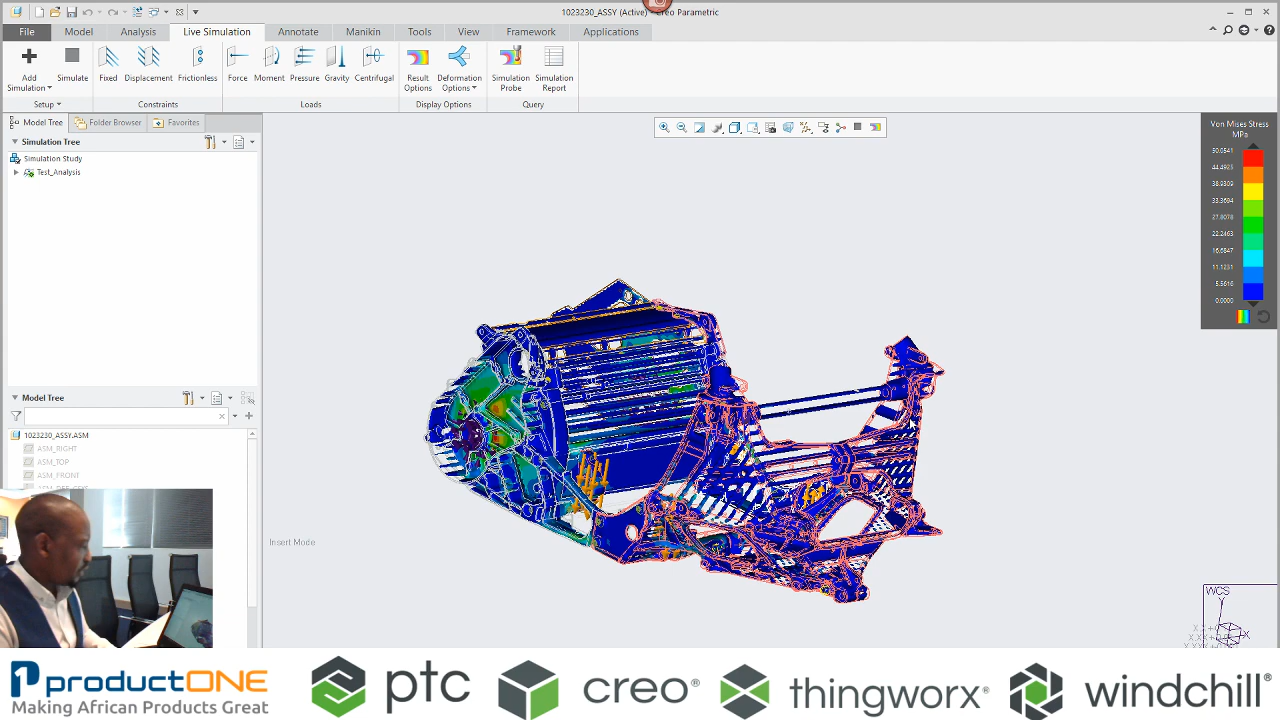 1023230_ASSY (Active) - Creo Parametric
File Model Analysis Live Simulation Annotate Manikin Tools View Framework Applications
Add Simulation Simulate Fixed Displacement Frictionless Force Moment Pressure Gravity Centrifugal Result Options Deformation Options Simulation Probe Simulation Report
Setup Constraints Loads Display Options Query
Model Tree Folder Browser Favorites
Simulation Tree
Simulation Study
Test_Analysis
Von Mises Stress
MPa
50.0541
44.4925
38.9309
33.3694
27.8078
22.2463
16.6847
11.1231
5.5616
0.0000
Model Tree
1023230_ASSY.ASM
ASM_RIGHT
ASM_TOP
ASM_FRONT
Insert Mode
WCS
Y
X
productONE
Making African Products Great
ptc
creo®
thingworx®
windchill®